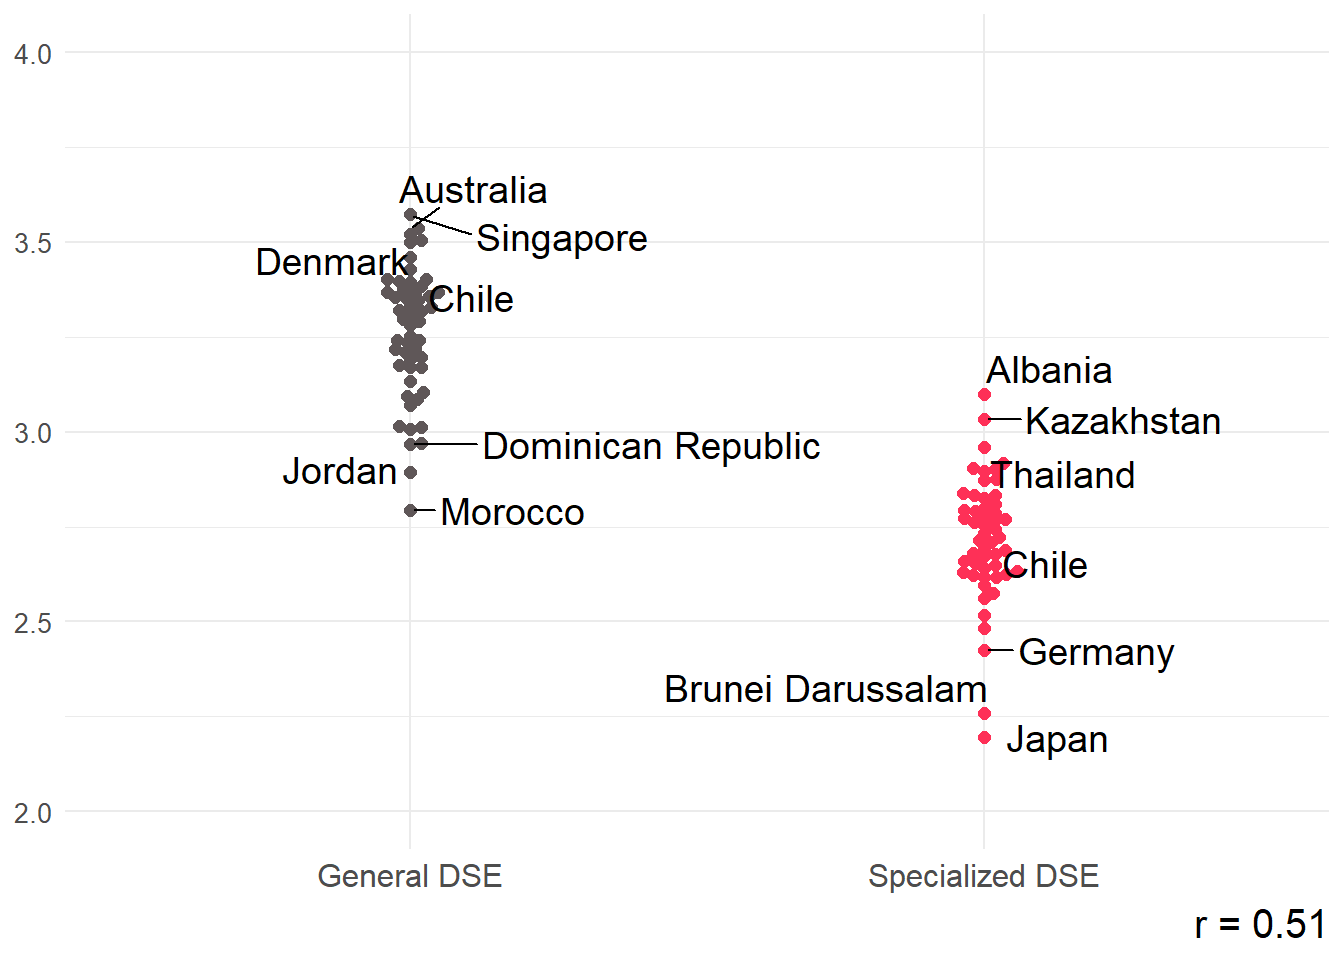 4.0
Australia
Singapore
3.5
Denmark
Chile
Albania
Kazakhstan
3.0
Dominican Republic
Jordan
Thailand
Morocco
Chile
2.5
Germany
Brunei Darussalam
Japan
2.0
General DSE
Specialized DSE
r = 0.51